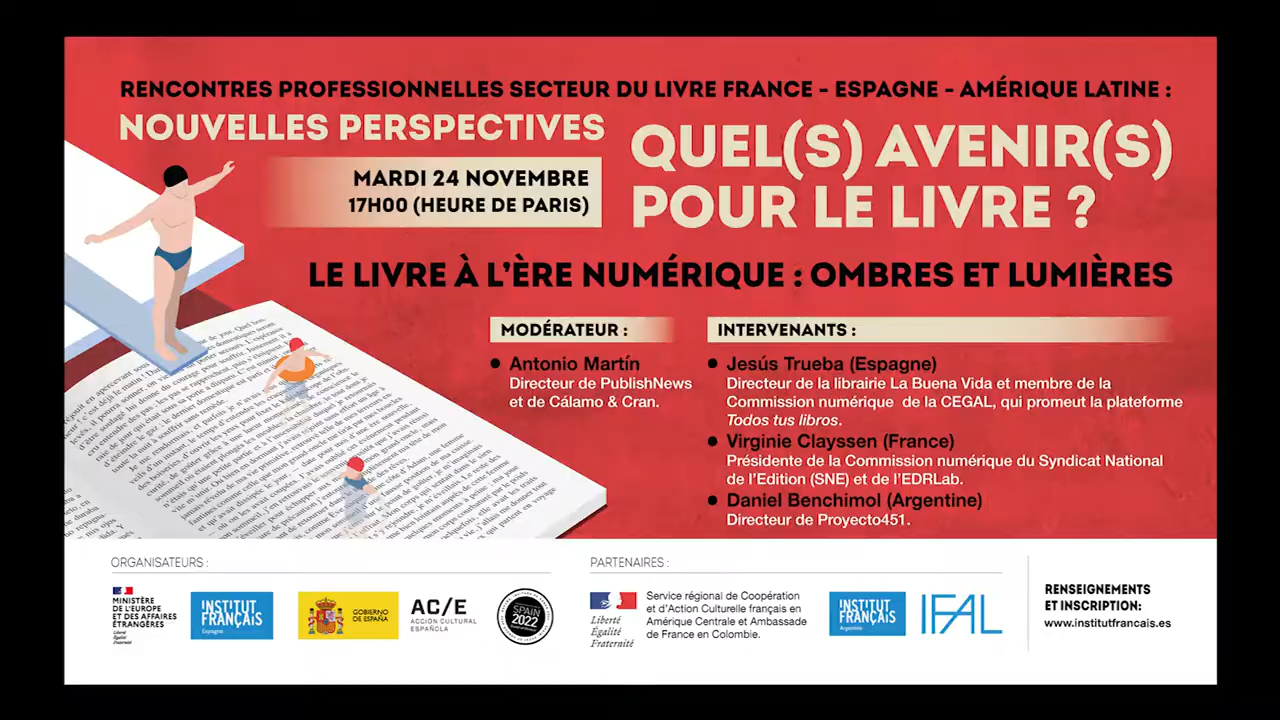 RENCONTRES PROFESSIONNELLES SECTEUR DU LIVRE FRANCE - ESPAGNE - AMÉRIQUE LATINE :
NOUVELLES PERSPECTIVES
MARDI 24 NOVEMBRE
17H00 (HEURE DE PARIS)
QUEL(S) AVENIR(S)
POUR LE LIVRE ?
LE LIVRE À L'ÈRE NUMÉRIQUE : OMBRES ET LUMIÈRES
MODÉRATEUR :
• Antonio Martín
Directeur de PublishNews
et de Cálamo & Cran.
INTERVENANTS :
• Jesús Trueba (Espagne)
Directeur de la librairie La Buena Vida et membre de la
Commission numérique de la CEGAL, qui promeut la plateforme
Todos tus libros.
• Virginie Clayssen (France)
Présidente de la Commission numérique du Syndicat National
de l'Edition (SNE) et de l'EDRLab.
• Daniel Benchimol (Argentine)
Directeur de Proyecto451.
ORGANISATEURS :
MINISTÈRE
DE L'EUROPE
ET DES AFFAIRES
ÉTRANGÈRES
Liberté
Égalité
Fraternité
INSTITUT
FRANÇAIS
Espagne
GOBIERNO
DE ESPAÑA
AC/E
ACCIÓN CULTURAL
ESPAÑOLA
SPAIN
2022
PARTENAIRES :
Liberté
Égalité
Fraternité
Service régional de Coopération
et d'Action Culturelle français en
Amérique Centrale et Ambassade
de France en Colombie.
INSTITUT
FRANÇAIS
Argentine
IFAL
RENSEIGNEMENTS
ET INSCRIPTION:
www.institutfrancais.es